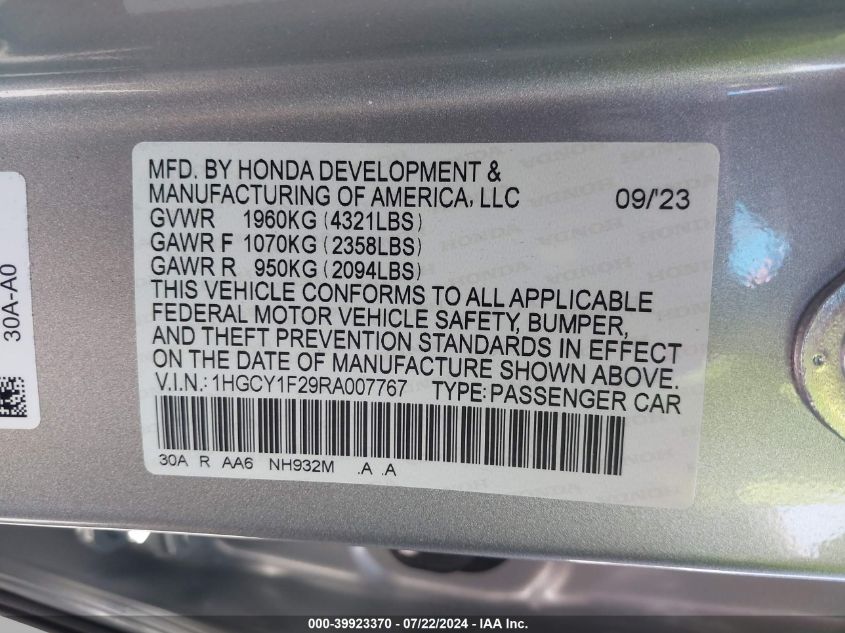 MFD. BY HONDA DEVELOPMENT &
MANUFACTURING OF AMERICA, LLC 09/'23
GVWR 1960KG (4321LBS)
GAWR F 1070KG (2358LBS)
GAWR R 950KG (2094LBS)
THIS VEHICLE CONFORMS TO ALL APPLICABLE
FEDERAL MOTOR VEHICLE SAFETY, BUMPER,
AND THEFT PREVENTION STANDARDS IN EFFECT
ON THE DATE OF MANUFACTURE SHOWN ABOVE.
V.I.N.: 1HGCY1F29RA007767 TYPE: PASSENGER CAR
30A R AA6 NH932M .A .A
30A-A0
000-39923370 - 07/22/2024 - IAA Inc.